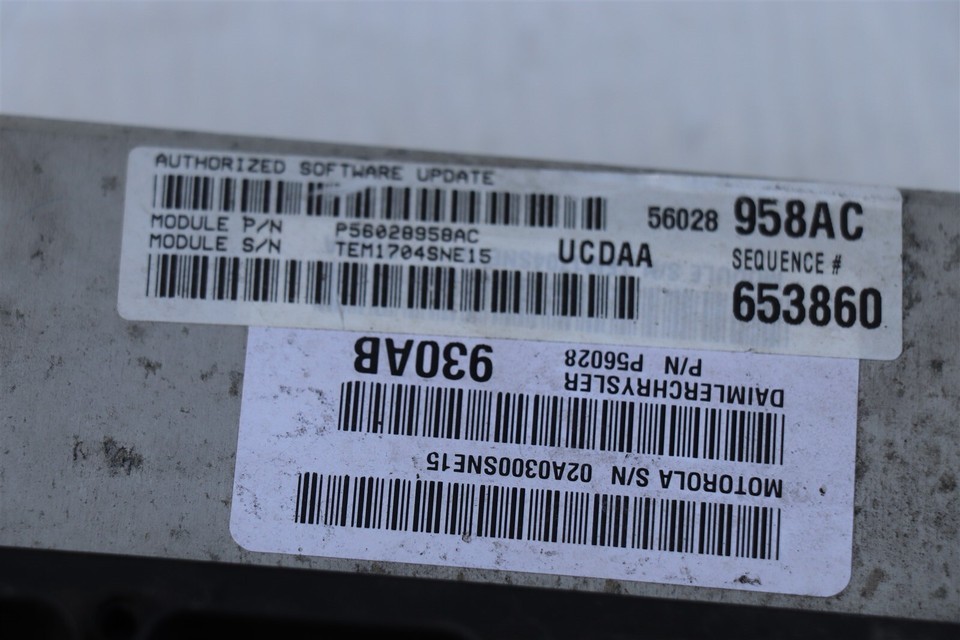 AUTHORIZED SOFTWARE UPDATE
MODULE P/N P56028958AC
MODULE S/N TEM1704SNE15
UCDAA
56028 958AC
SEQUENCE #
653860
MOTOROLA S/N 02A0300SNE15
DAIMLERCHRYSLER
P/N P56028 930AB